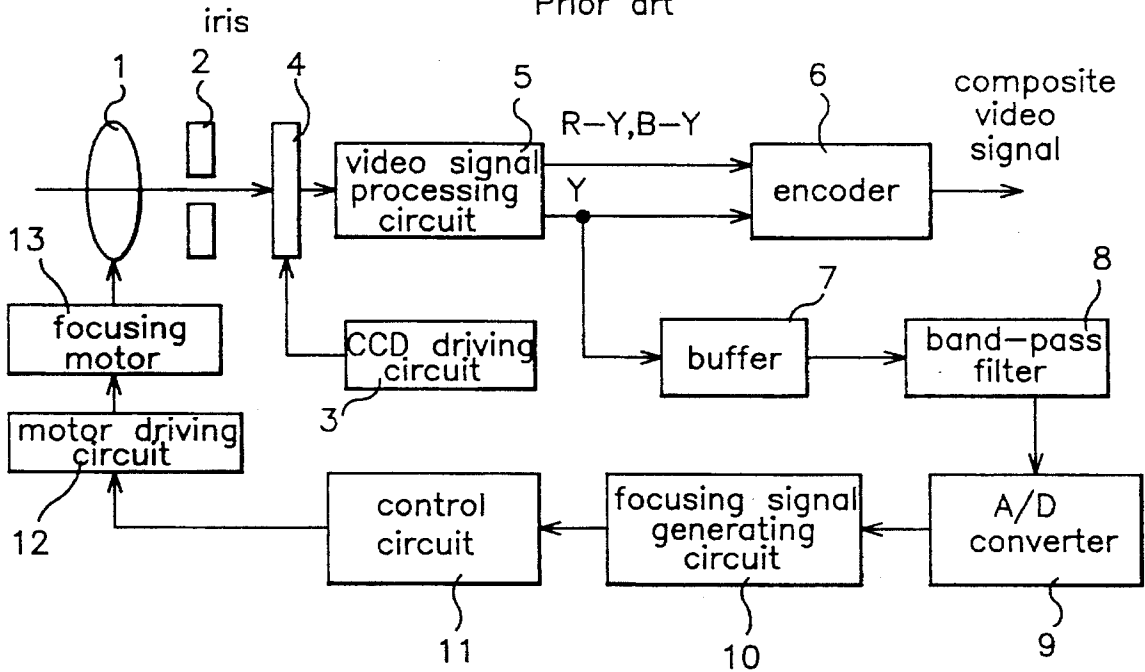 Prior art
iris
1
2
4
5
6
composite
video
signal
R-Y,B-Y
video signal
processing
circuit
Y
encoder
13
focusing
motor
CCD driving
circuit
3
7
buffer
8
band-pass
filter
motor driving
circuit
12
control
circuit
11
focusing signal
generating
circuit
10
A/D
converter
9